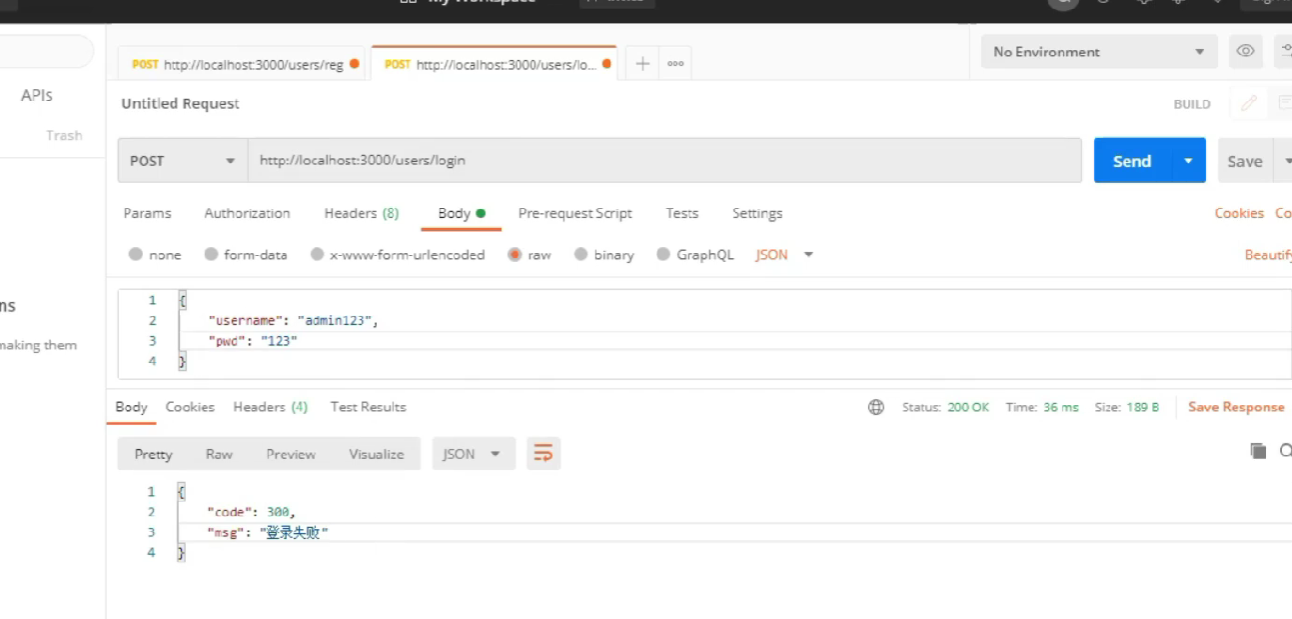 My Workspace
POST http://localhost:3000/users/reg
POST http://localhost:3000/users/lo...
No Environment
APIs
Trash
Untitled Request
BUILD
POST
http://localhost:3000/users/login
Send
Save
Params
Authorization
Headers (8)
Body
Pre-request Script
Tests
Settings
Cookies
Co
none
form-data
x-www-form-urlencoded
raw
binary
GraphQL
JSON
Beautify
ns
making them
1 {
2 "username": "admin123",
3 "pwd": "123"
4 }
Body
Cookies
Headers (4)
Test Results
Status: 200 OK
Time: 36 ms
Size: 189 B
Save Response
Pretty
Raw
Preview
Visualize
JSON
1 {
2 "code": 300,
3 "msg": "登录失败"
4 }